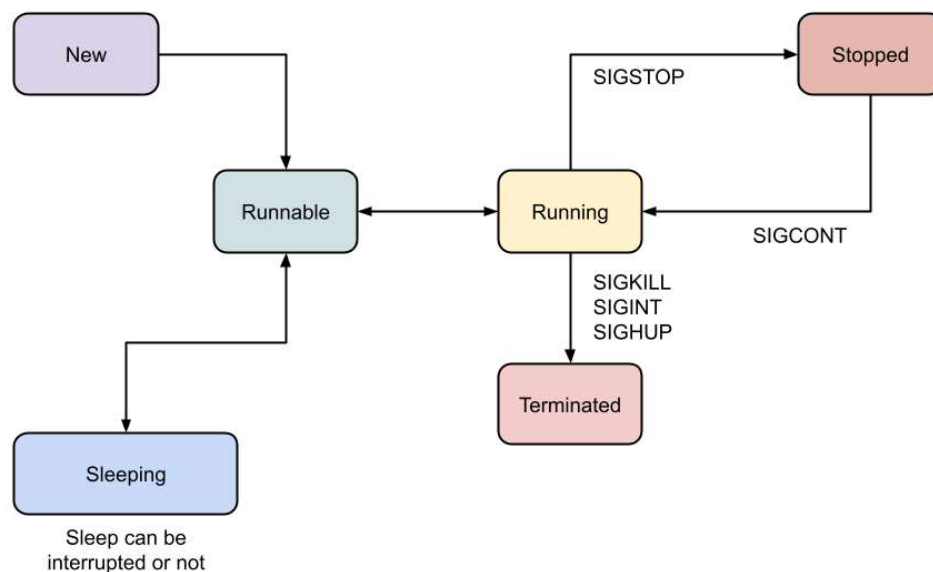 New
Stopped
SIGSTOP
Runnable
Running
SIGCONT
SIGKILL
SIGINT
SIGHUP
Terminated
Sleeping
Sleep can be
interrupted or not